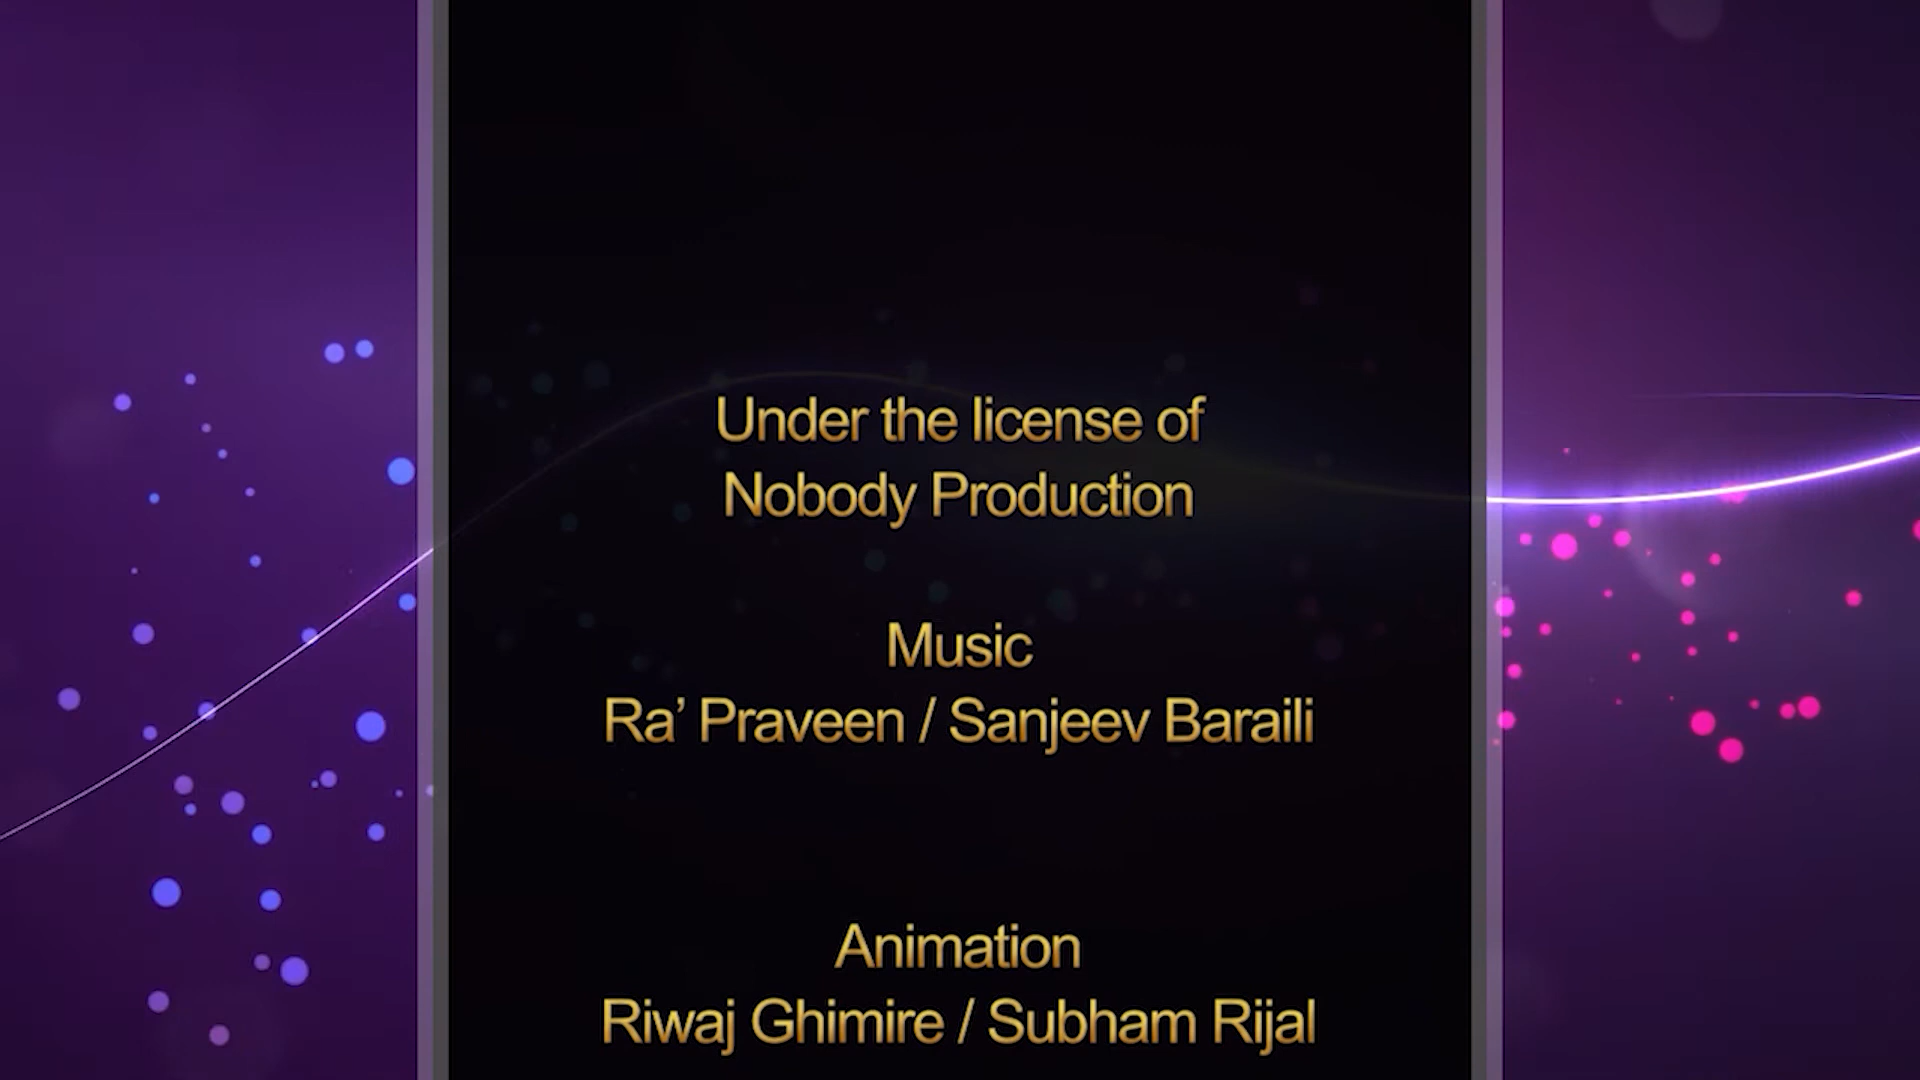 Under the license of
Nobody Production
Music
Ra’ Praveen / Sanjeev Baraili
Animation
Riwaj Ghimire / Subham Rijal